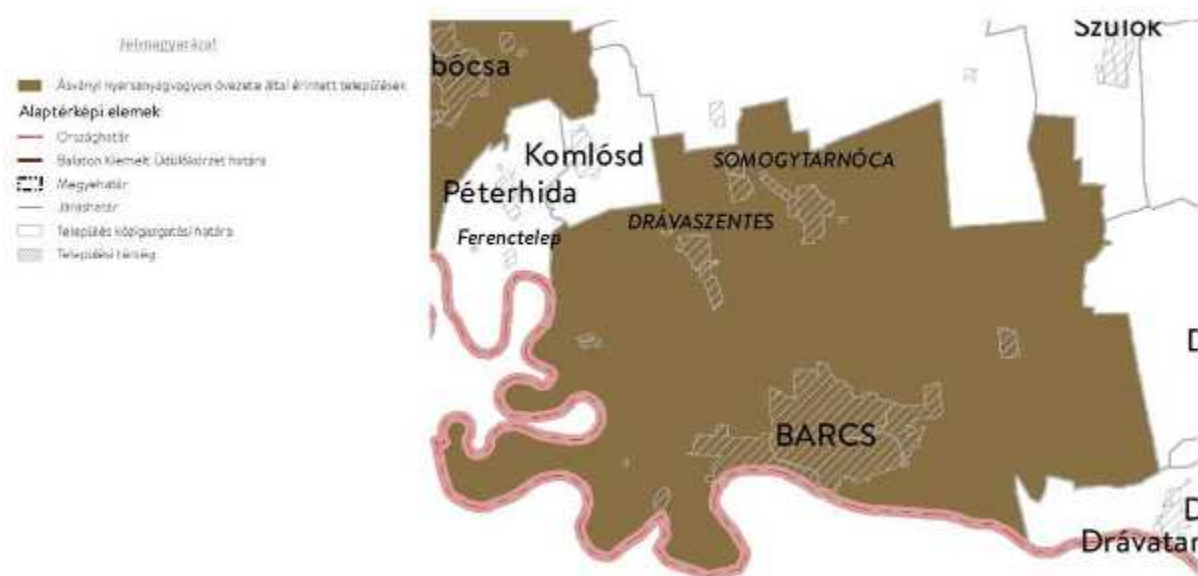 Jelmagyarázat
Ásványi nyersanyagvagyon övezete által érintett települések
Alaptérképi elemek
Országhatár
Balaton Kiemelt Üdülőkörzet határa
Megyehatár
Járáshatár
Település közigazgatási határa
Települési térség
Szulok
bócsa
Komlósd
SOMOGYTARNÓCA
Péterhida
DRÁVASZENTES
Ferenctelep
D
BARCS
D
Drávatar